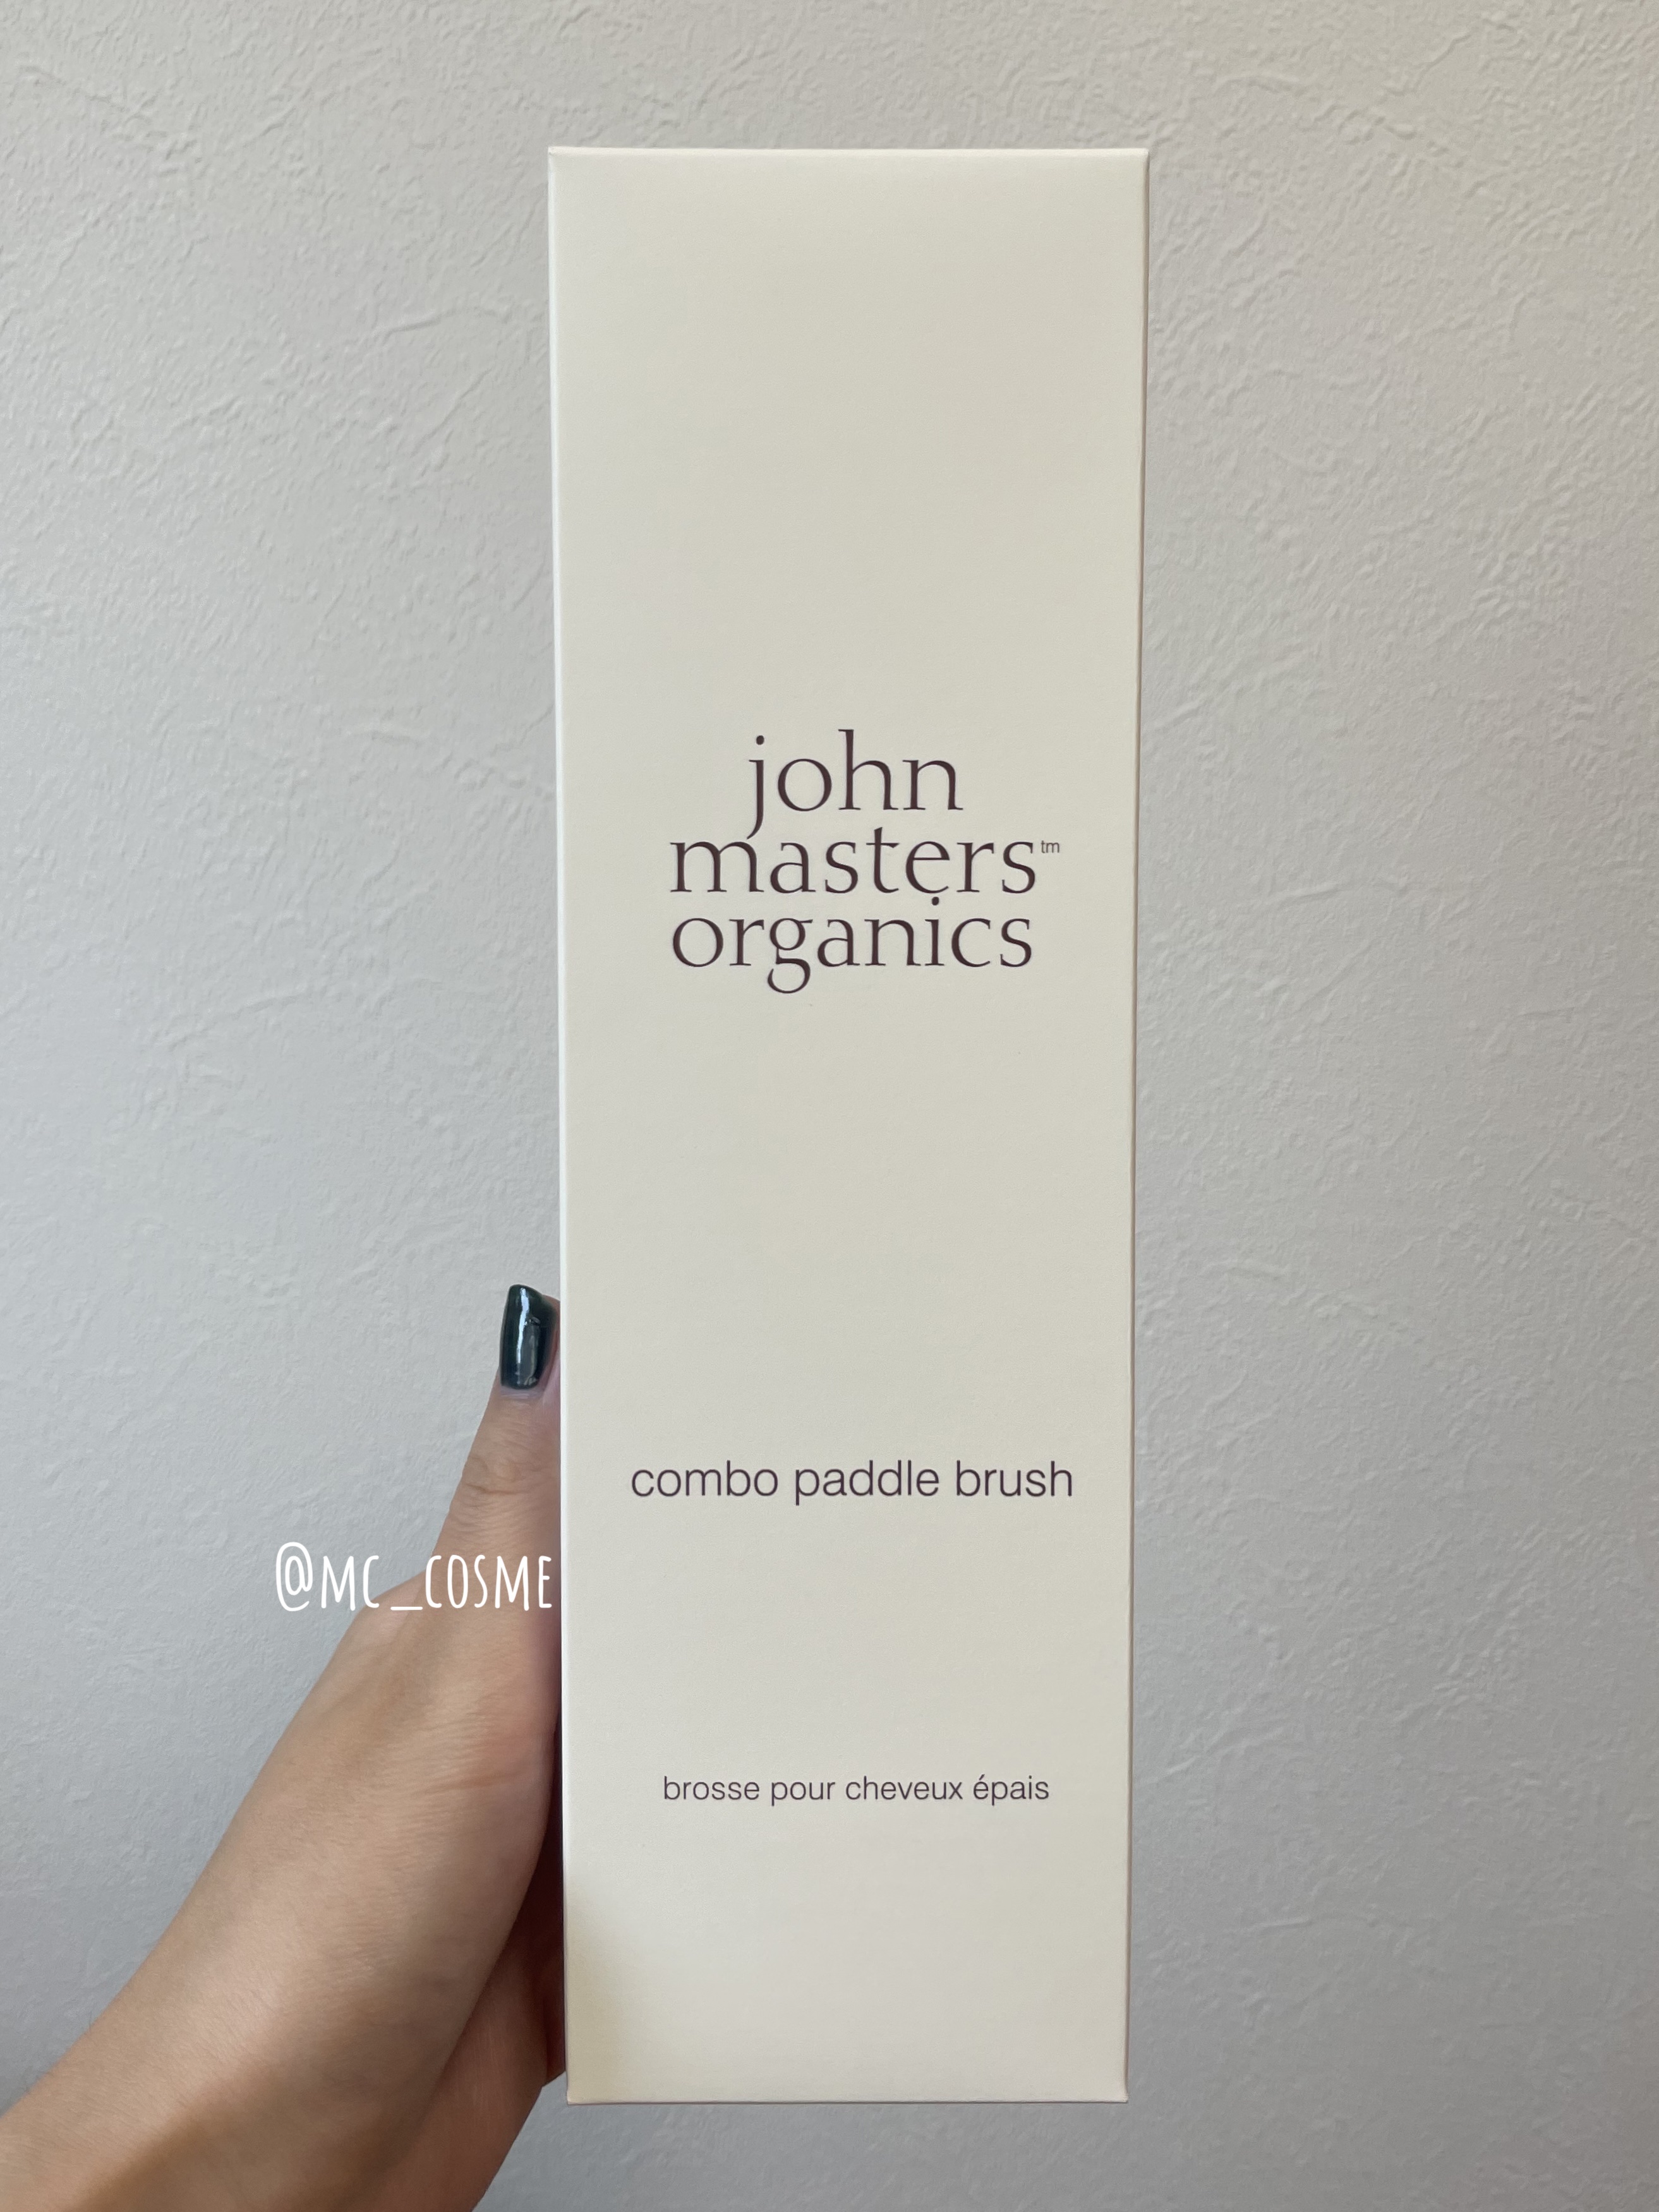 john
masters™
organics
combo paddle brush
@MC_COSME
brosse pour cheveux épais